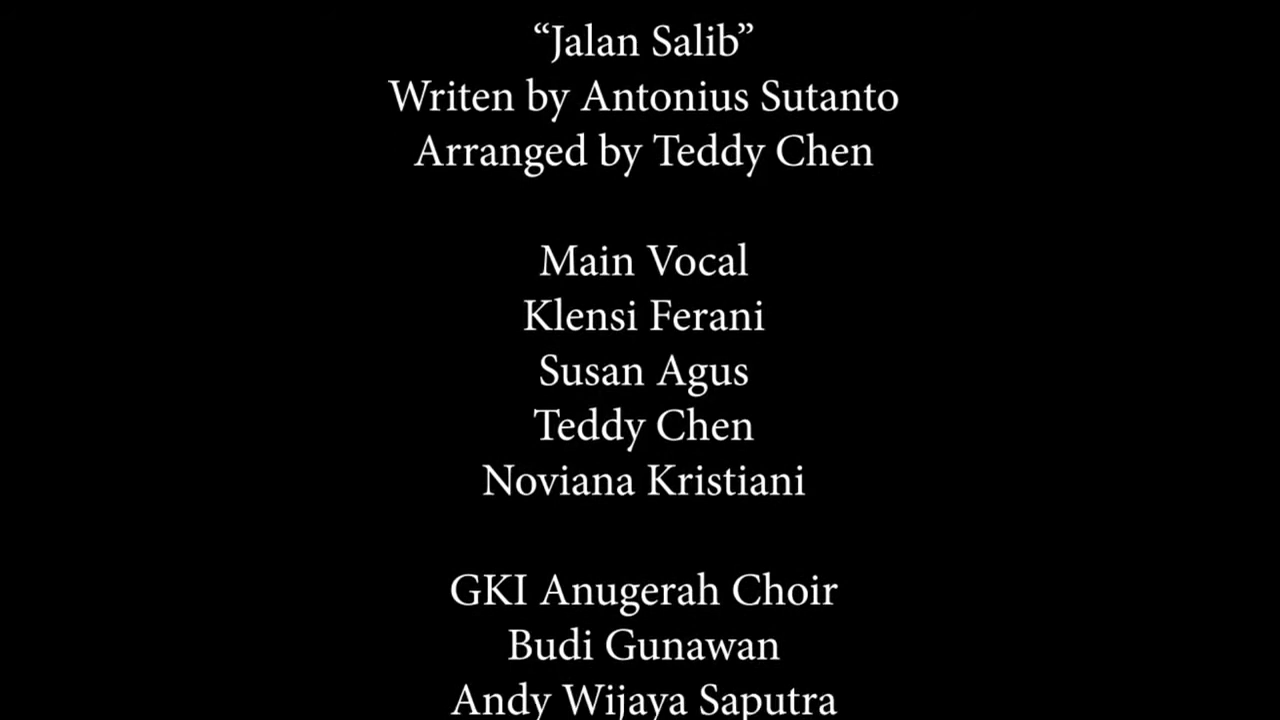 “Jalan Salib”
Writen by Antonius Sutanto
Arranged by Teddy Chen
Main Vocal
Klensi Ferani
Susan Agus
Teddy Chen
Noviana Kristiani
GKI Anugerah Choir
Budi Gunawan
Andy Wijaya Saputra